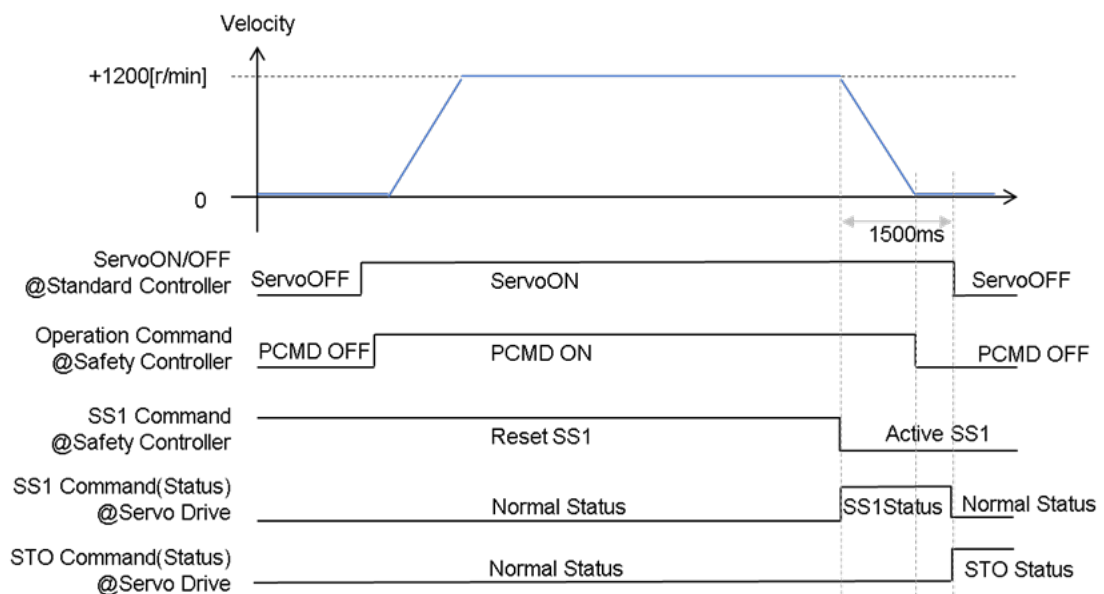 Velocity
+1200[r/min]
0
1500ms
ServoON/OFF
@Standard Controller
ServoOFF
ServoON
ServoOFF
Operation Command
@Safety Controller
PCMD OFF
PCMD ON
PCMD OFF
SS1 Command
@Safety Controller
Reset SS1
Active SS1
SS1 Command(Status)
@Servo Drive
Normal Status
SS1Status
Normal Status
STO Command(Status)
@Servo Drive
Normal Status
STO Status